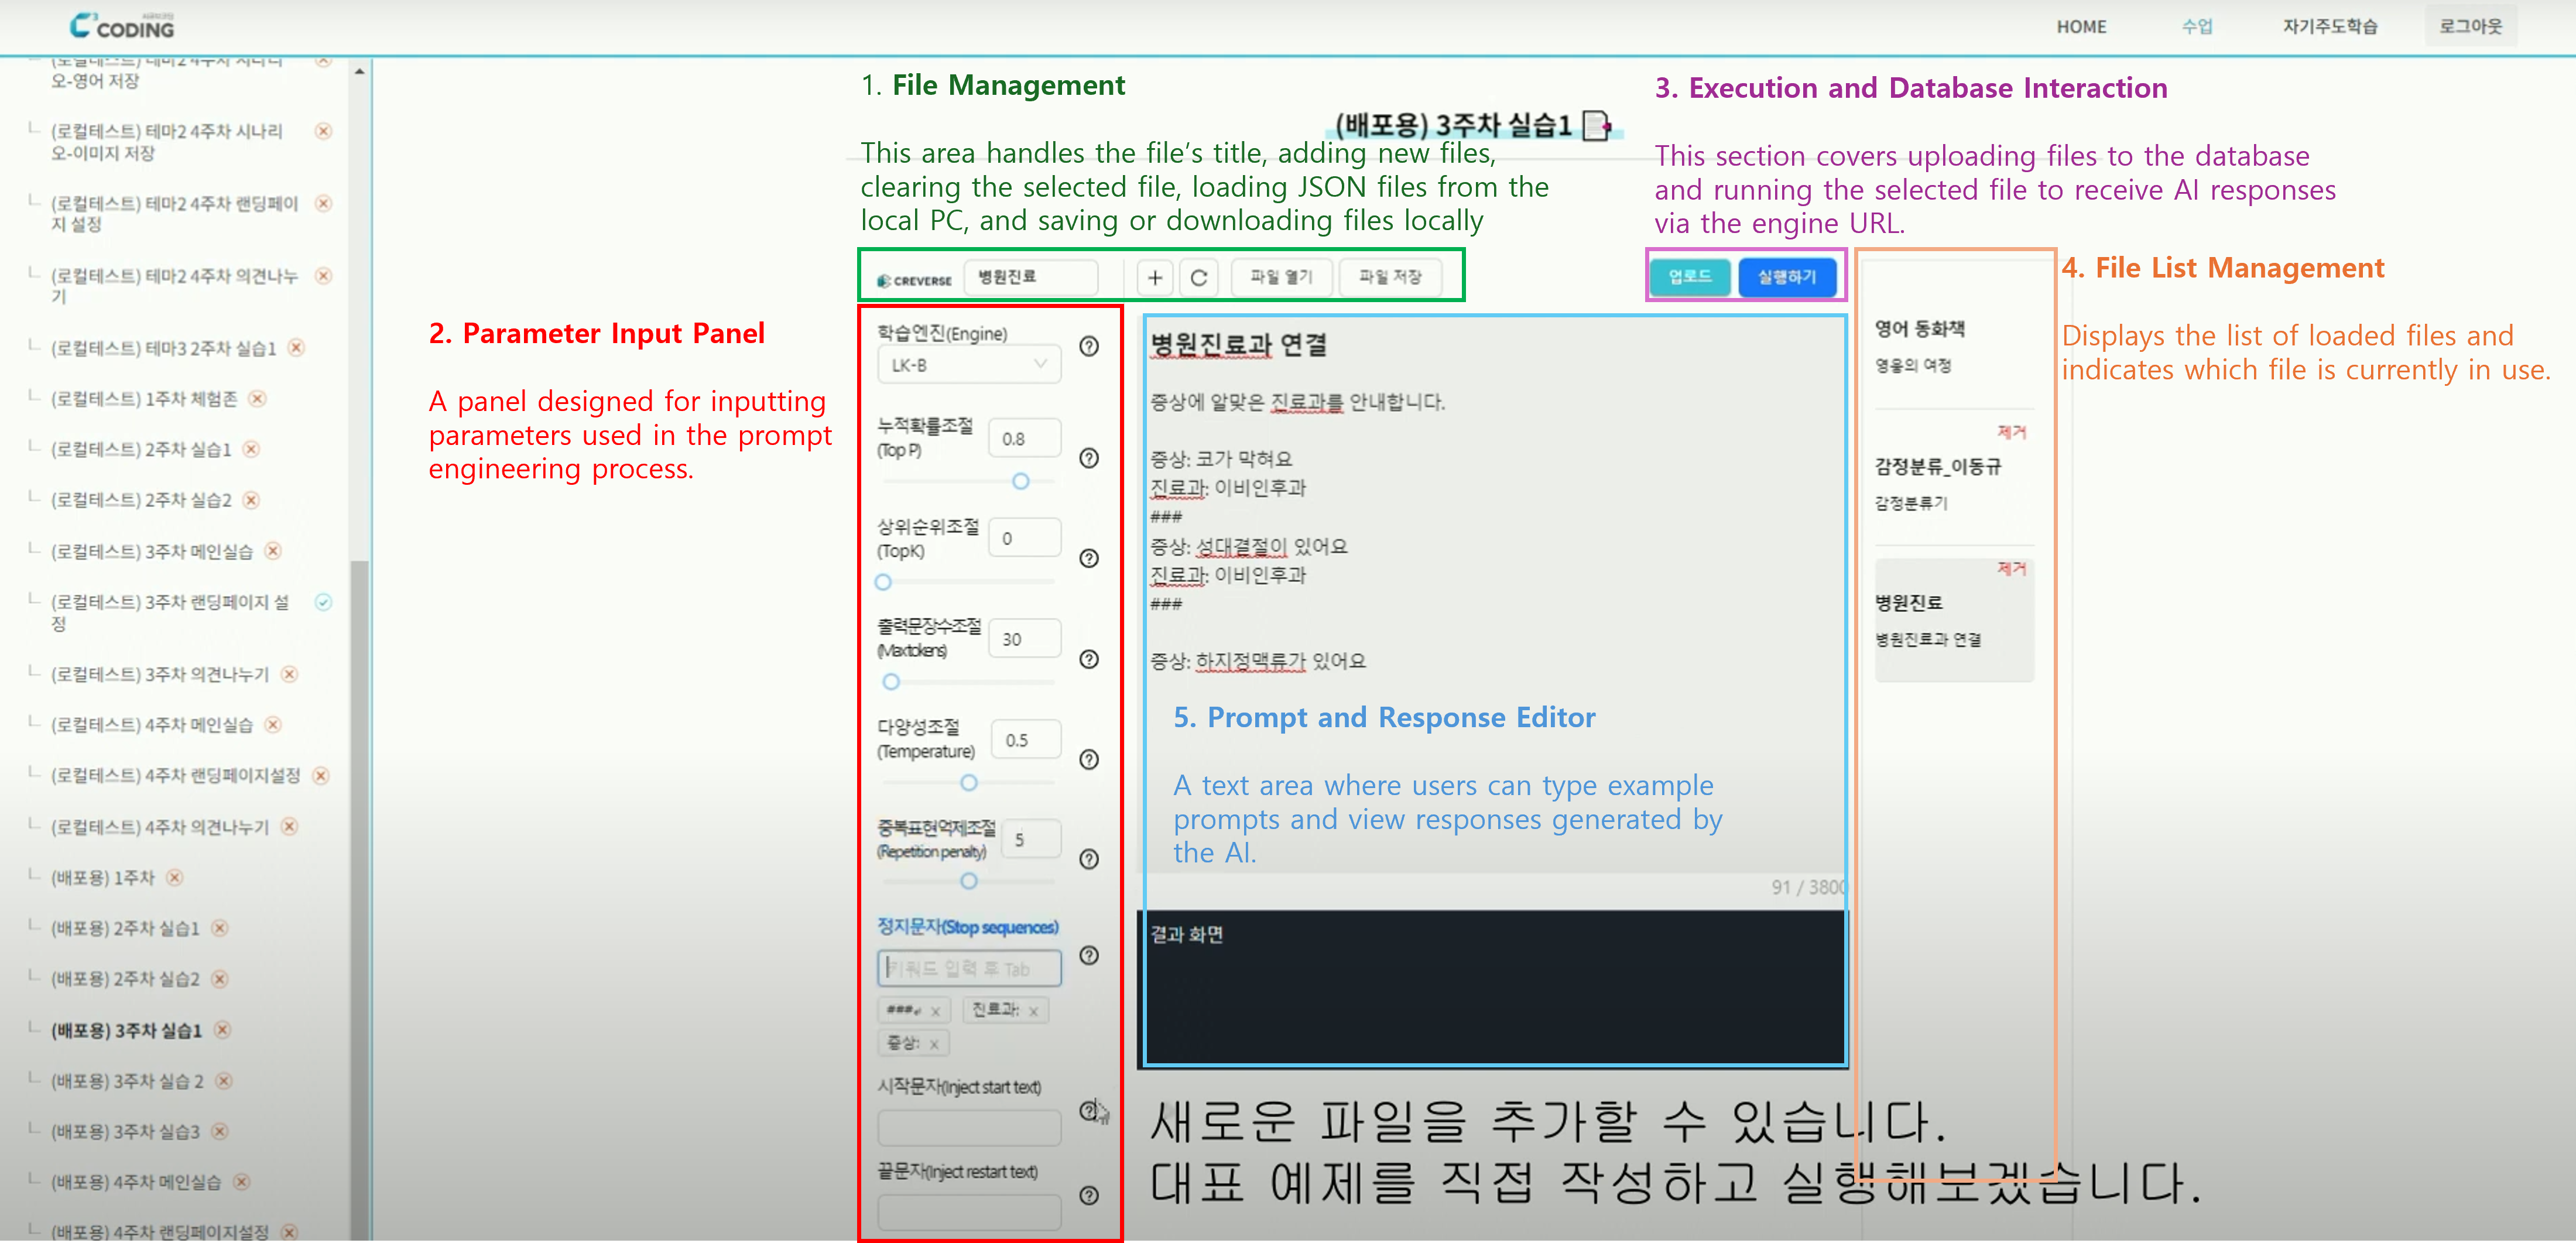 CODING
HOME
수업
자기주도학습
로그아웃
오-영어 저장
(로컬테스트) 테마2 4주차 시나리
오-이미지 저장
(로컬테스트) 테마2 4주차 랜딩페이
지 설정
(로컬테스트) 테마2 4주차 의견나누
기
(로컬테스트) 테마3 2주차 실습1
(로컬테스트) 1주차 체험존
(로컬테스트) 2주차 실습1
(로컬테스트) 2주차 실습2
(로컬테스트) 3주차 메인실습
(로컬테스트) 3주차 랜딩페이지 설
정
(로컬테스트) 3주차 의견나누기
(로컬테스트) 4주차 메인실습
(로컬테스트) 4주차 랜딩페이지설정
(로컬테스트) 4주차 의견나누기
(배포용) 1주차
(배포용) 2주차 실습1
(배포용) 2주차 실습2
(배포용) 3주차 실습1
(배포용) 3주차 실습 2
(배포용) 3주차 실습3
(배포용) 4주차 메인실습
(배포용) 4주차 랜딩페이지설정
1. File Management
(배포용) 3주차 실습1
This area handles the file's title, adding new files,
clearing the selected file, loading JSON files from the
local PC, and saving or downloading files locally
3. Execution and Database Interaction
This section covers uploading files to the database
and running the selected file to receive AI responses
via the engine URL.
CREVERSE
병원진료
파일 열기
파일 저장
업로드
실행하기
2. Parameter Input Panel
A panel designed for inputting
parameters used in the prompt
engineering process.
학습엔진(Engine)
LK-B
누적확률조절
(Top P)
0.8
상위순위조절
(TopK)
0
출력문장수조절
(Maxtokens)
30
다양성조절
(Temperature)
0.5
중복표현억제조절
(Repetition penalty)
5
정지문자(Stop sequences)
키워드 입력 후 Tab
###↲ ×
진료과: ×
증상: ×
시작문자(Inject start text)
끝문자(Inject restart text)
병원진료과 연결
증상에 알맞은 진료과를 안내합니다.
증상: 코가 막혀요
진료과: 이비인후과
###
증상: 성대결절이 있어요
진료과: 이비인후과
###
증상: 하지정맥류가 있어요
5. Prompt and Response Editor
A text area where users can type example
prompts and view responses generated by
the AI.
91 / 3800
결과 화면
4. File List Management
Displays the list of loaded files and
indicates which file is currently in use.
영어 동화책
영웅의 여정
제거
감정분류_이동규
감정분류기
제거
병원진료
병원진료과 연결
새로운 파일을 추가할 수 있습니다.
대표 예제를 직접 작성하고 실행해보겠습니다.